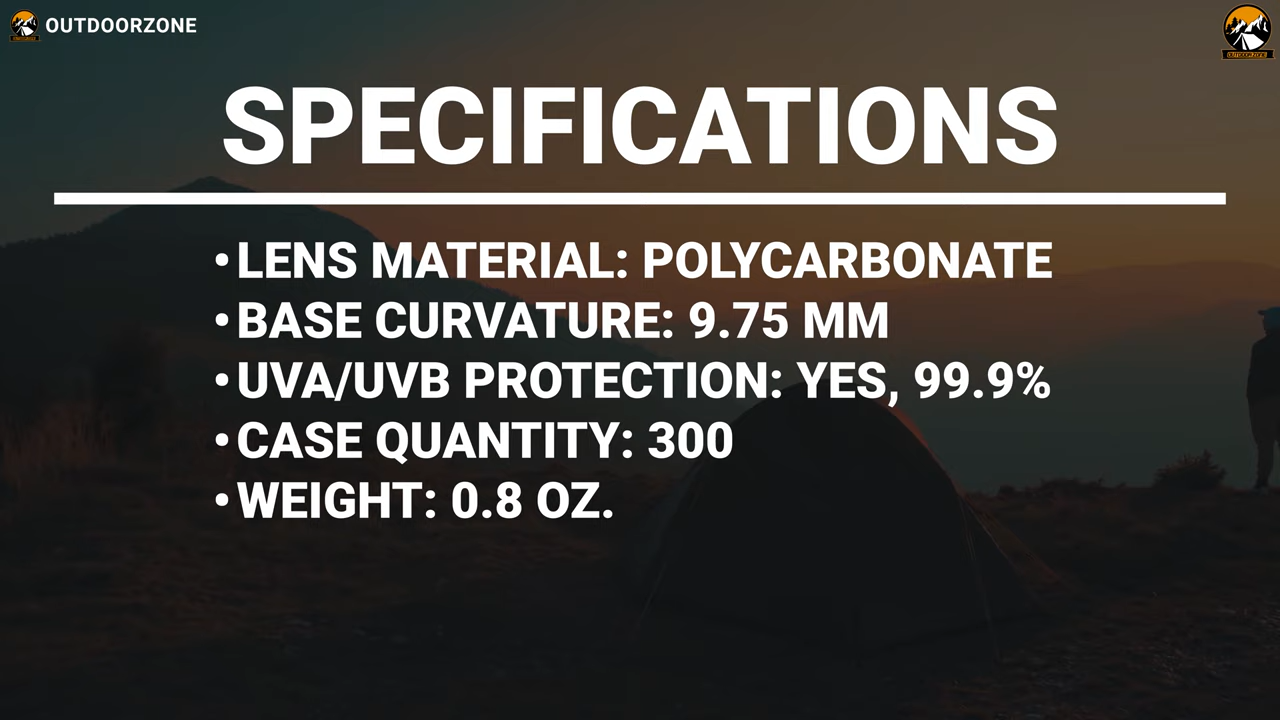 OUTDOORZONE
OUTDOORZONE
SPECIFICATIONS
• LENS MATERIAL: POLYCARBONATE
• BASE CURVATURE: 9.75 MM
• UVA/UVB PROTECTION: YES, 99.9%
• CASE QUANTITY: 300
• WEIGHT: 0.8 OZ.